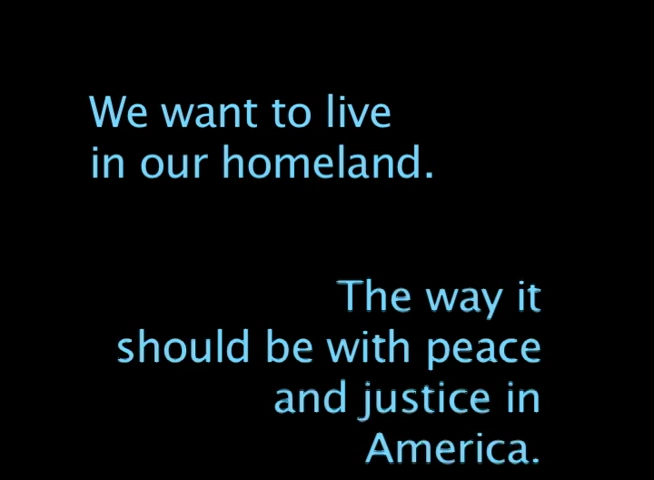 We want to live
in our homeland.
The way it
should be with peace
and justice in
America.